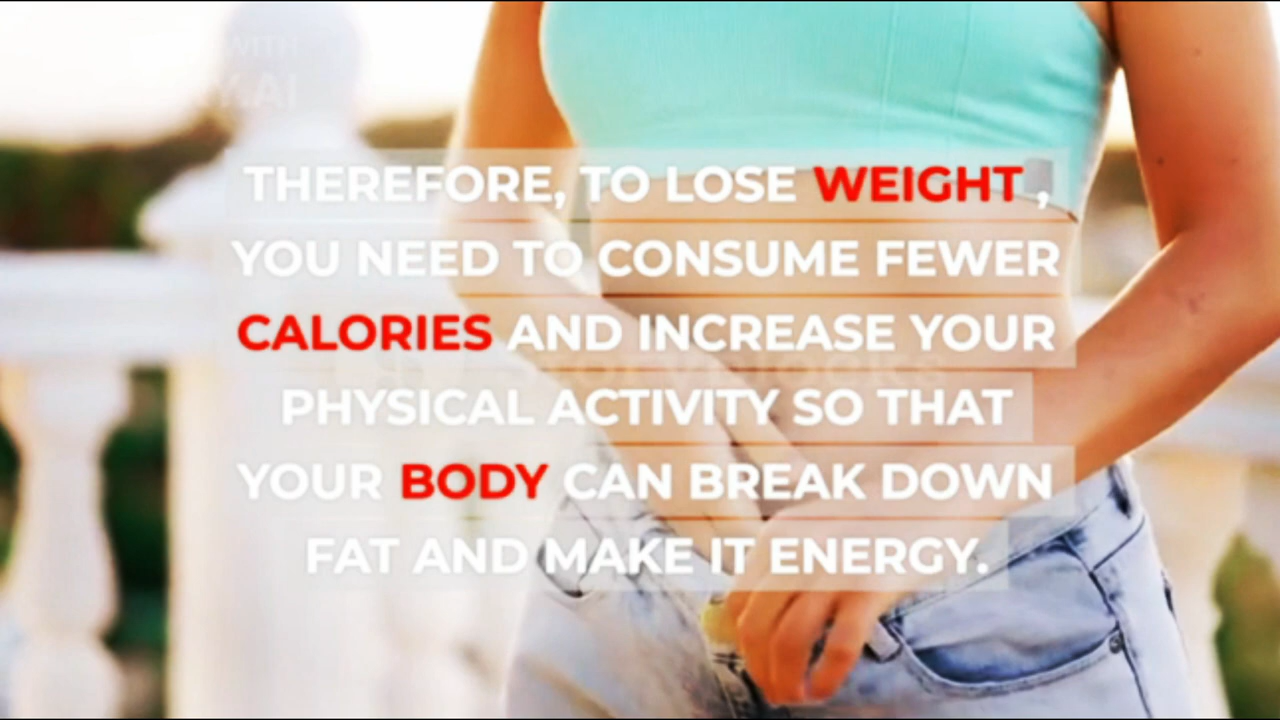 WITH
THEREFORE, TO LOSE WEIGHT ,
YOU NEED TO CONSUME FEWER
CALORIES AND INCREASE YOUR
PHYSICAL ACTIVITY SO THAT
YOUR BODY CAN BREAK DOWN
FAT AND MAKE IT ENERGY.